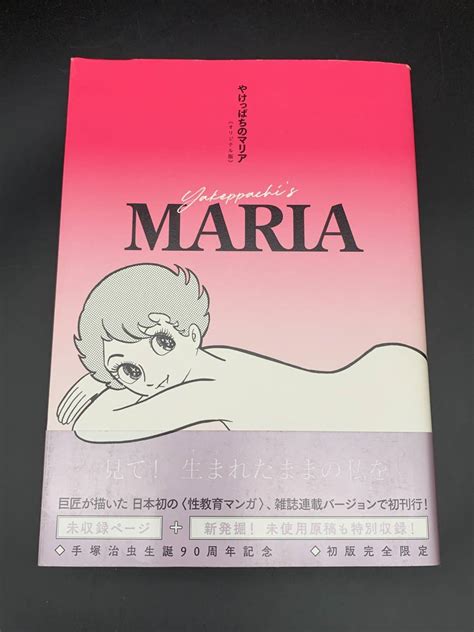 やけっぱちのマリア
《オリジナル版》
Yakeppachi's
MARIA
見て! 生まれたままの私を
巨匠が描いた 日本初の〈性教育マンガ〉、雑誌連載バージョンで初刊行!
未収録ページ + 新発掘! 未使用原稿も特別収録!
◇手塚治虫生誕90周年記念 ◇初版完全限定